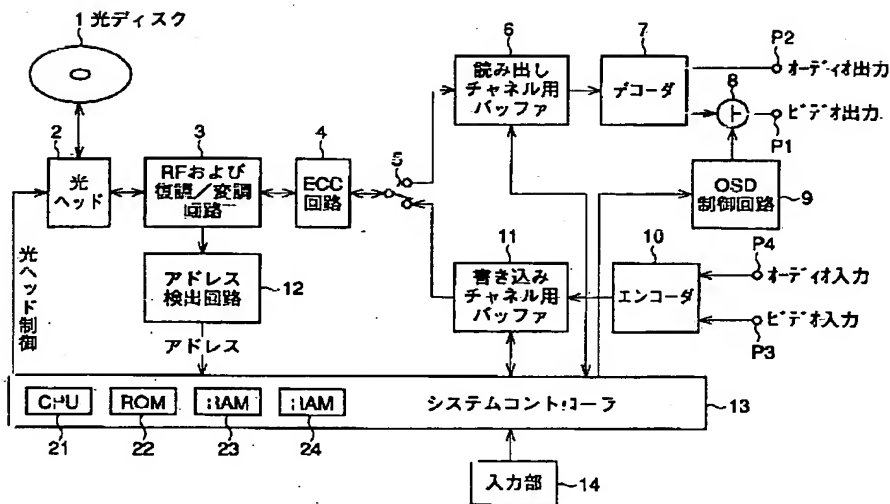 1 光ディスク
2
光
ヘッド
3
RFおよび
復調／変調
回路
4
ECC
回路
5
6
読み出し
チャネル用
バッファ
7
デコーダ
P2
オーディオ出力
8
ビデオ出力
P1
OSD
制御回路
9
光ヘッド制御
アドレス
検出回路
12
アドレス
11
書き込み
チャネル用
バッファ
10
エンコーダ
P4
オーディオ入力
ビデオ入力
P3
CPU
ROM
RAM
RAM
システムコントローラ
13
21
22
23
24
入力部
14